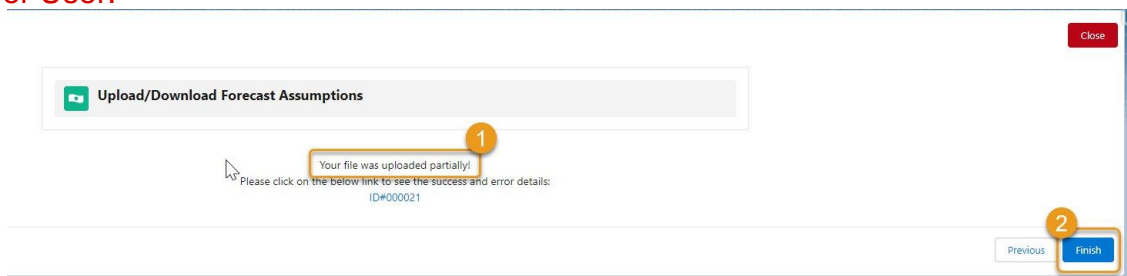 Close
Upload/Download Forecast Assumptions
1
Your file was uploaded partially!
Please click on the below link to see the success and error details:
ID#000021
2
Previous
Finish